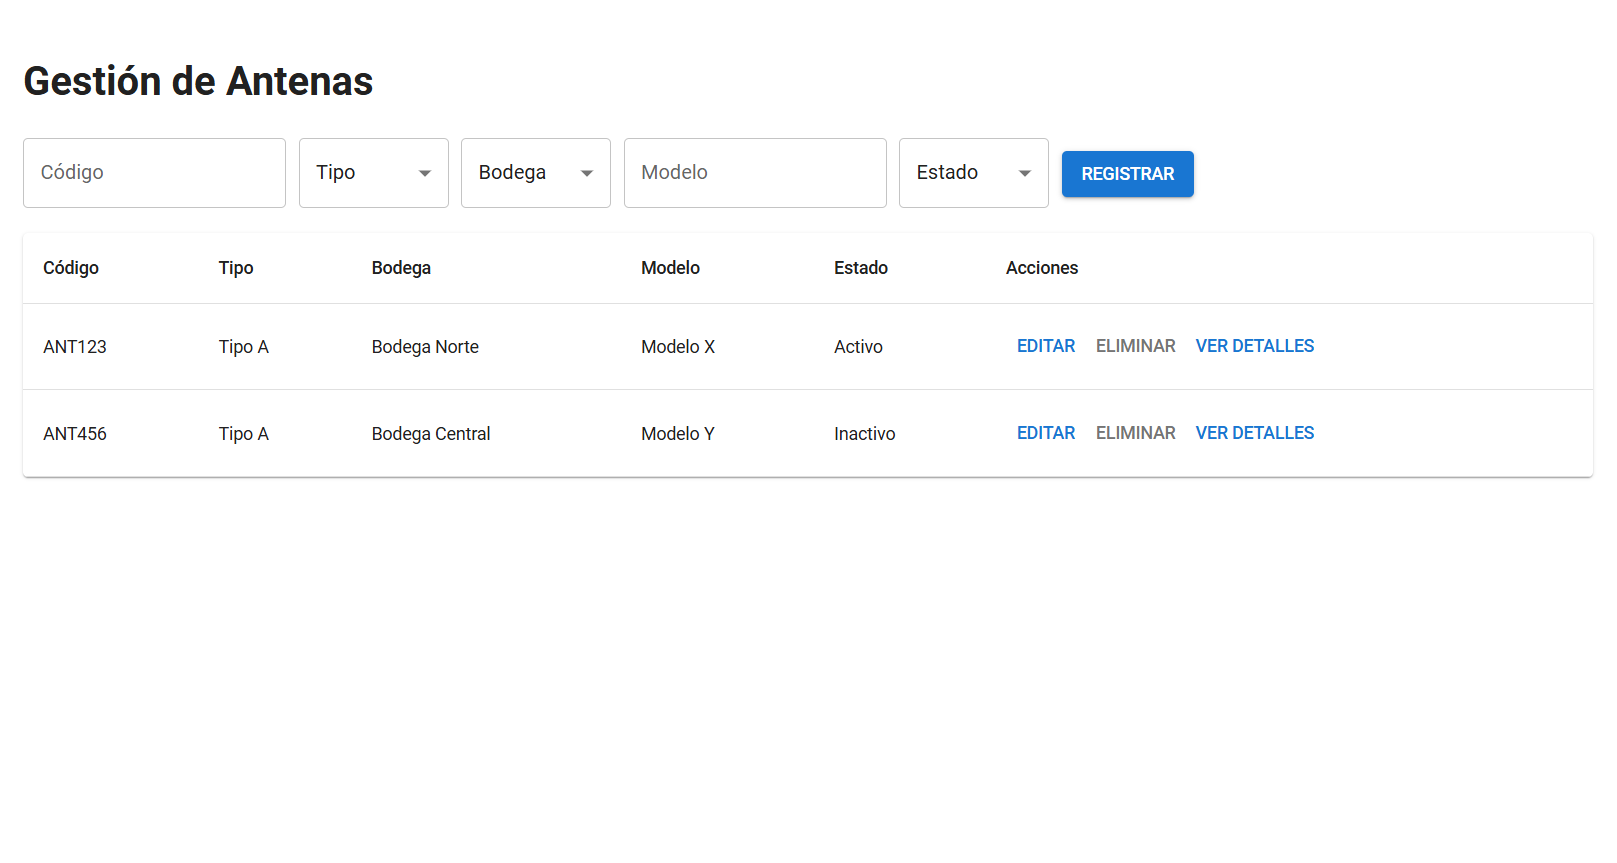 Gestión de Antenas
Código Tipo Bodega Modelo Estado REGISTRAR
Código Tipo Bodega Modelo Estado Acciones
ANT123 Tipo A Bodega Norte Modelo X Activo EDITAR ELIMINAR VER DETALLES
ANT456 Tipo A Bodega Central Modelo Y Inactivo EDITAR ELIMINAR VER DETALLES